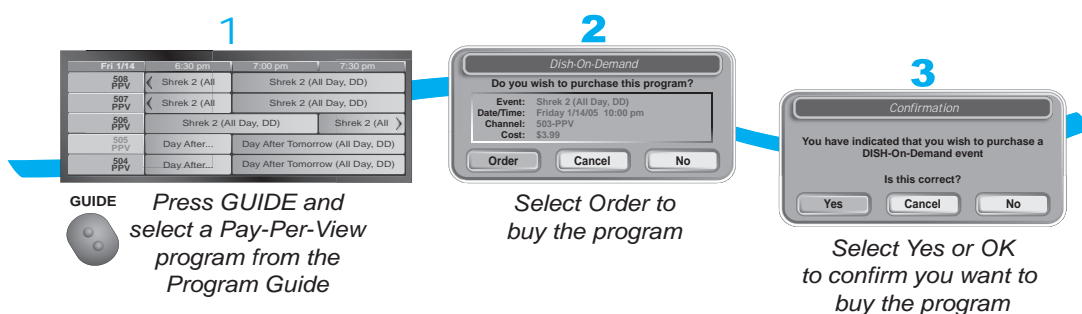 1
Fri 1/14 6:30 pm 7:00 pm 7:30 pm
508 PPV Shrek 2 (All Shrek 2 (All Day, DD)
507 PPV Shrek 2 (All Shrek 2 (All Day, DD)
506 PPV Shrek 2 (All Day, DD) Shrek 2 (All
505 PPV Day After... Day After Tomorrow (All Day, DD)
504 PPV Day After... Day After Tomorrow (All Day, DD)
GUIDE
Press GUIDE and
select a Pay-Per-View
program from the
Program Guide
2
Dish-On-Demand
Do you wish to purchase this program?
Event: Shrek 2 (All Day, DD)
Date/Time: Friday 1/14/05 10:00 pm
Channel: 503-PPV
Cost: $3.99
Order Cancel No
Select Order to
buy the program
3
Confirmation
You have indicated that you wish to purchase a
DISH-On-Demand event
Is this correct?
Yes Cancel No
Select Yes or OK
to confirm you want to
buy the program